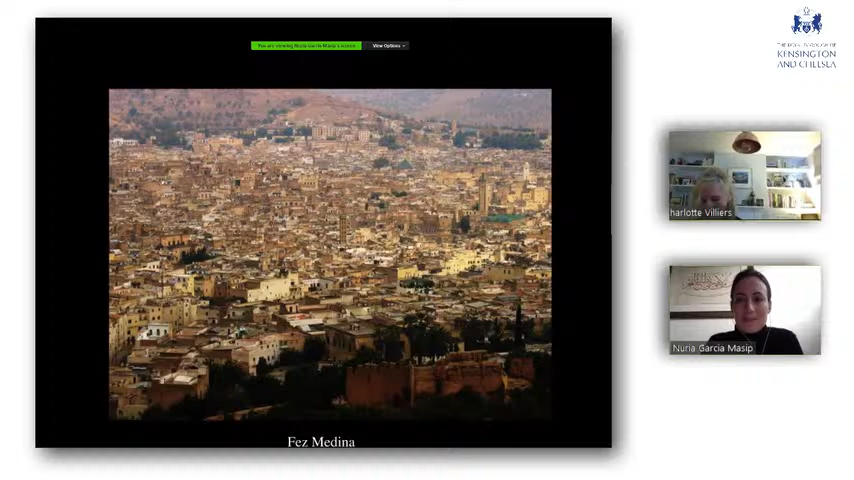 You are viewing Nuria Garcia Masip's screen
View Options
THE ROYAL BOROUGH OF
KENSINGTON
AND CHELSEA
harlotte Villiers
Nuria Garcia Masip
Fez Medina